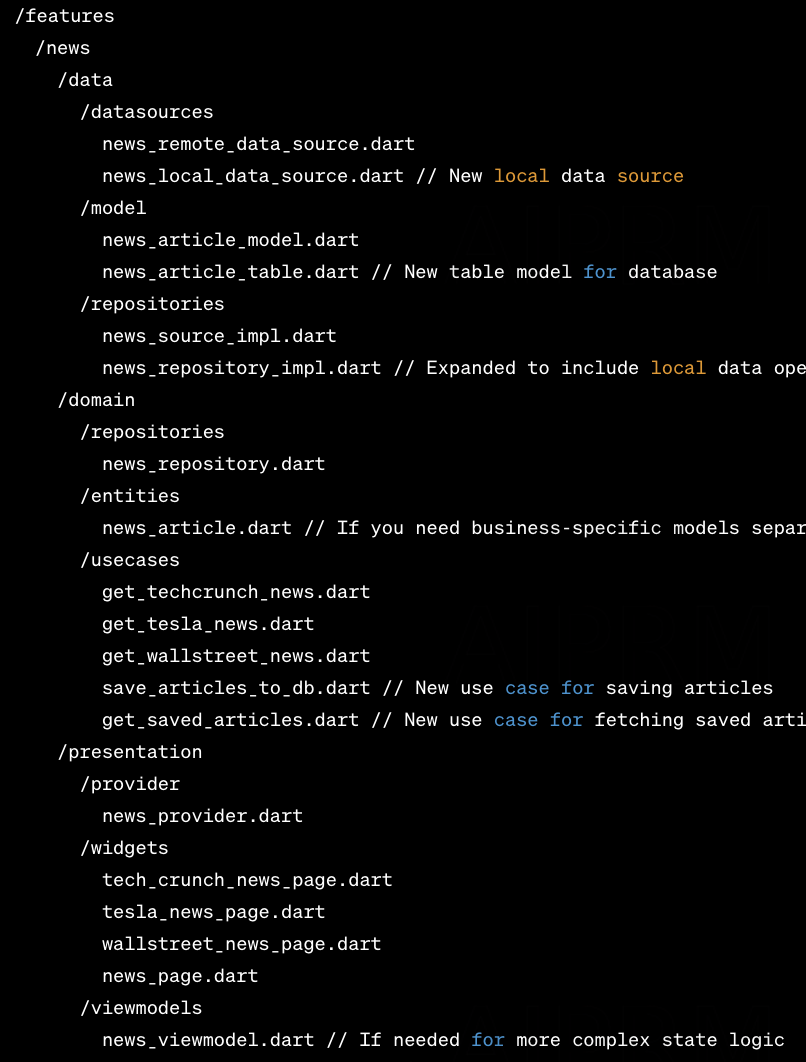 /features
/news
/data
/datasources
news_remote_data_source.dart
news_local_data_source.dart // New local data source
/model
news_article_model.dart
news_article_table.dart // New table model for database
/repositories
news_source_impl.dart
news_repository_impl.dart // Expanded to include local data ope
/domain
/repositories
news_repository.dart
/entities
news_article.dart // If you need business-specific models separ
/usecases
get_techcrunch_news.dart
get_tesla_news.dart
get_wallstreet_news.dart
save_articles_to_db.dart // New use case for saving articles
get_saved_articles.dart // New use case for fetching saved arti
/presentation
/provider
news_provider.dart
/widgets
tech_crunch_news_page.dart
tesla_news_page.dart
wallstreet_news_page.dart
news_page.dart
/viewmodels
news_viewmodel.dart // If needed for more complex state logic